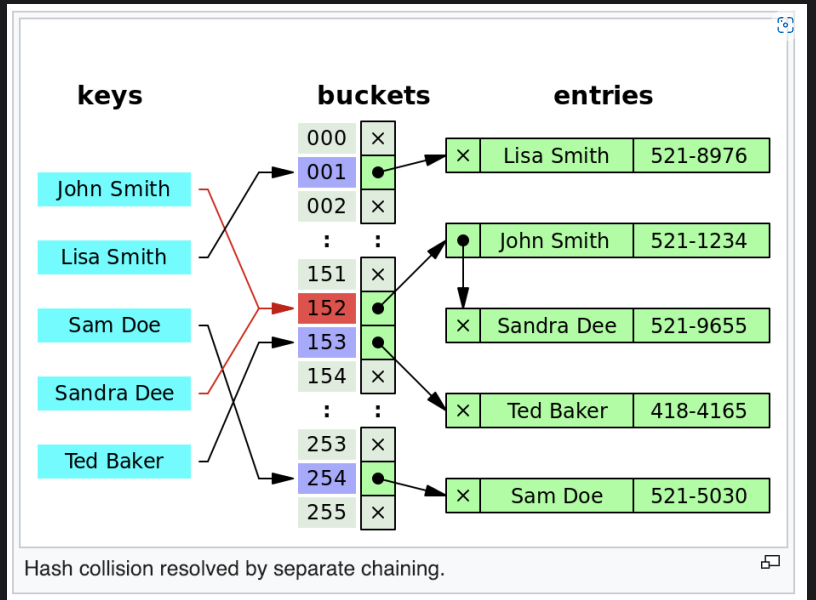 keys buckets entries
000 ×
001 × Lisa Smith 521-8976
John Smith
002 ×
: : × John Smith 521-1234
Lisa Smith
151 ×
152
Sam Doe × Sandra Dee 521-9655
153
154 ×
Sandra Dee
: : × Ted Baker 418-4165
253 ×
Ted Baker
254 × Sam Doe 521-5030
255 ×
Hash collision resolved by separate chaining.